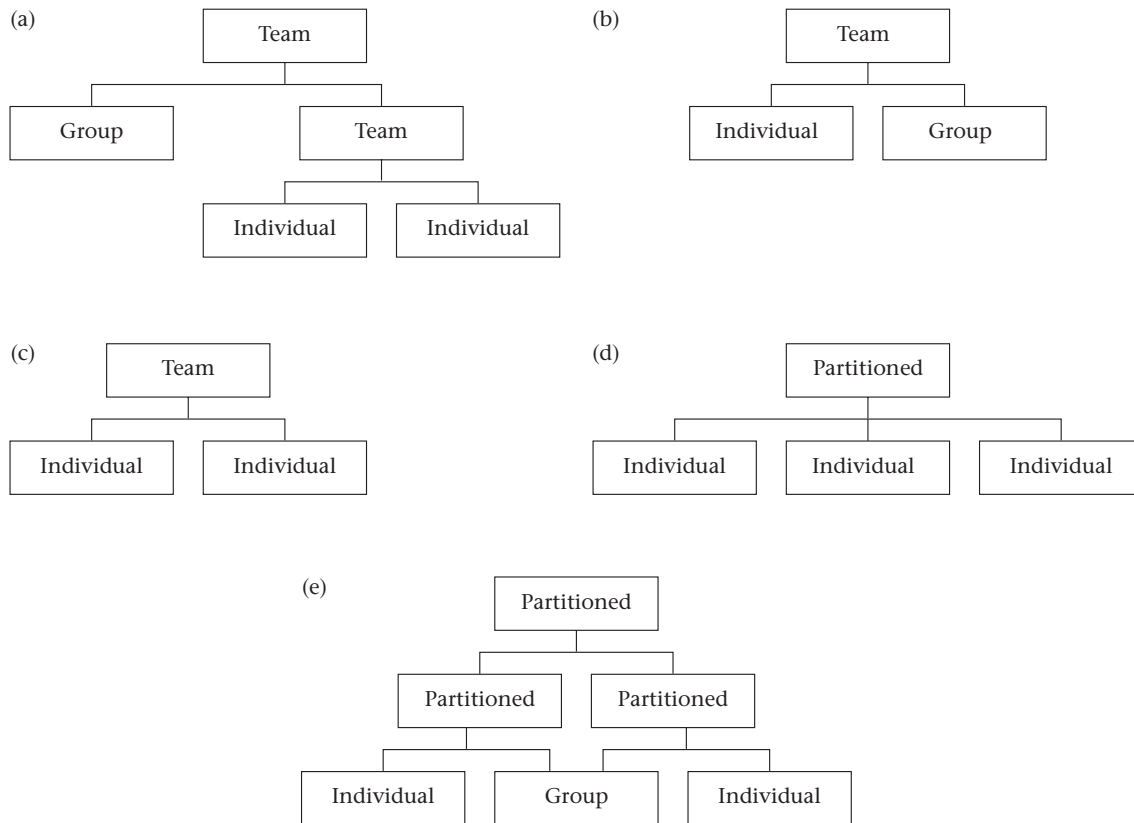 (a)
Team
Group
Team
Individual
Individual
(b)
Team
Individual
Group
(c)
Team
Individual
Individual
(d)
Partitioned
Individual
Individual
Individual
(e)
Partitioned
Partitioned
Partitioned
Individual
Group
Individual